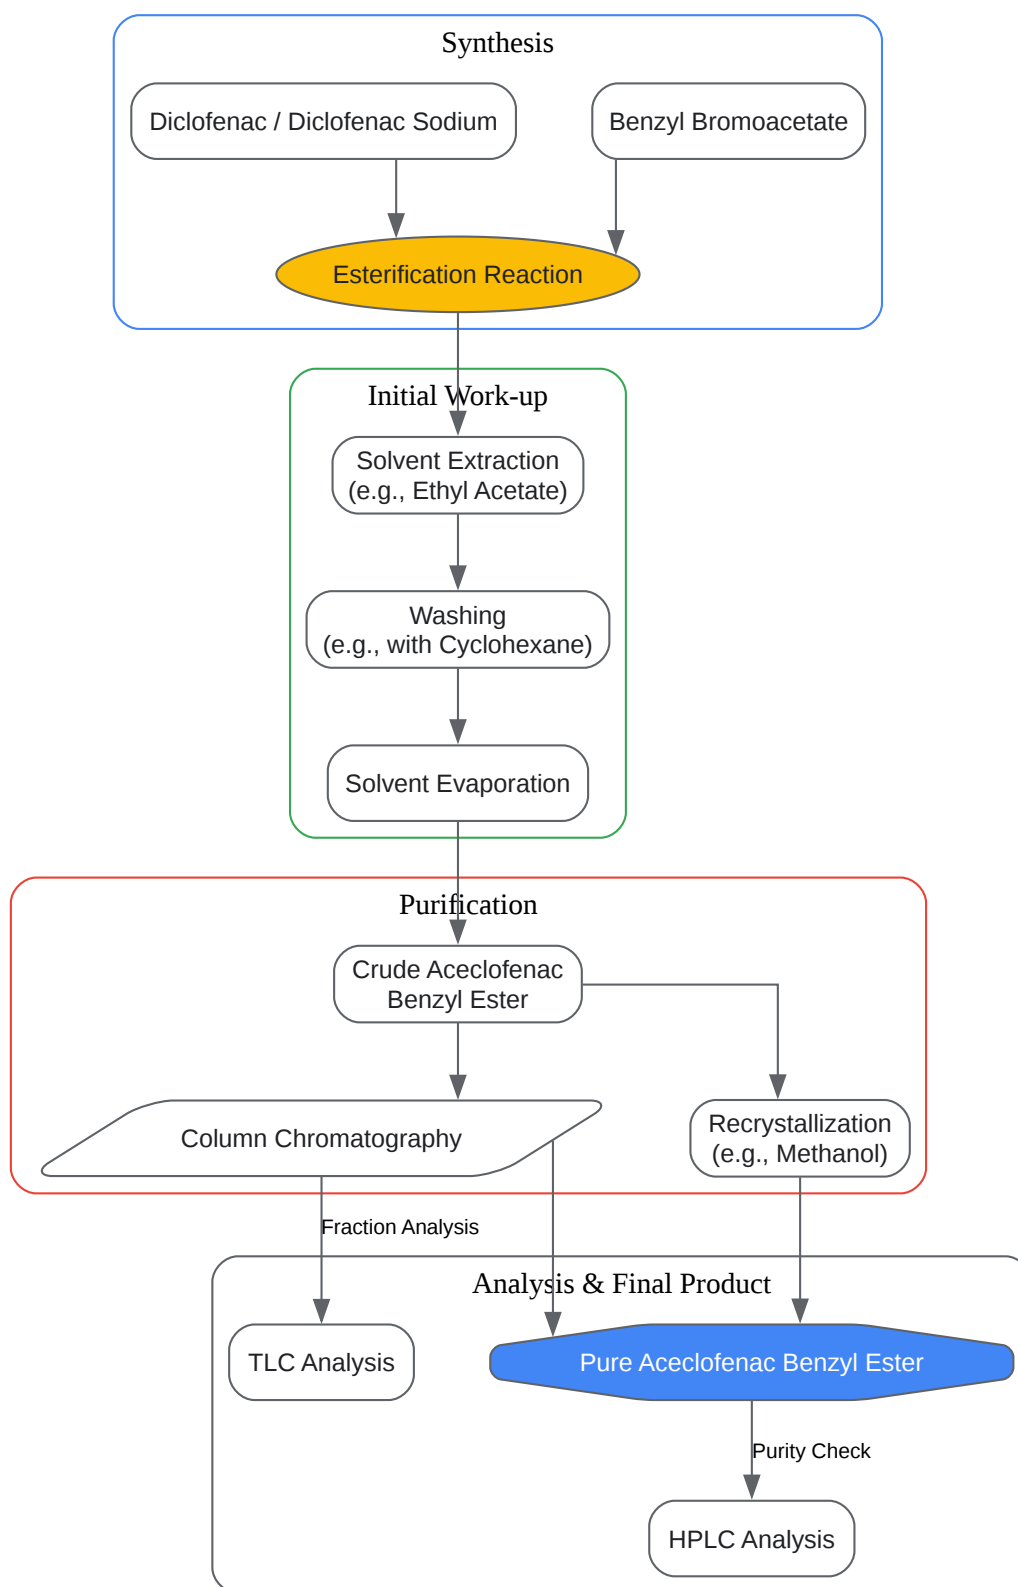 Synthesis
Diclofenac / Diclofenac Sodium
Benzyl Bromoacetate
Esterification Reaction
Initial Work-up
Solvent Extraction
(e.g., Ethyl Acetate)
Washing
(e.g., with Cyclohexane)
Solvent Evaporation
Purification
Crude Aceclofenac
Benzyl Ester
Column Chromatography
Recrystallization
(e.g., Methanol)
Fraction Analysis
Analysis & Final Product
TLC Analysis
Pure Aceclofenac Benzyl Ester
Purity Check
HPLC Analysis